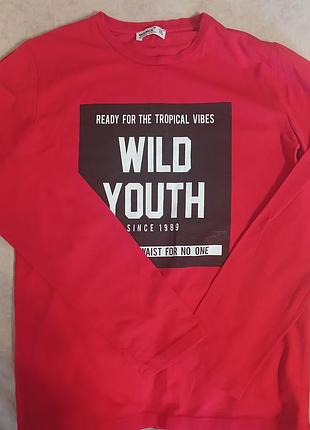 READY FOR THE TROPICAL VIBES
WILD
YOUTH
SINCE 1989
WAIST FOR NO ONE